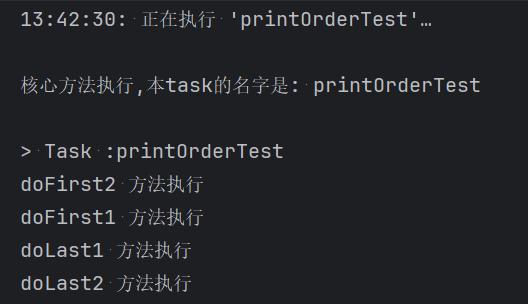 13:42:30: 正在执行 'printOrderTest'…
核心方法执行,本task的名字是: printOrderTest
> Task :printOrderTest
doFirst2 方法执行
doFirst1 方法执行
doLast1 方法执行
doLast2 方法执行